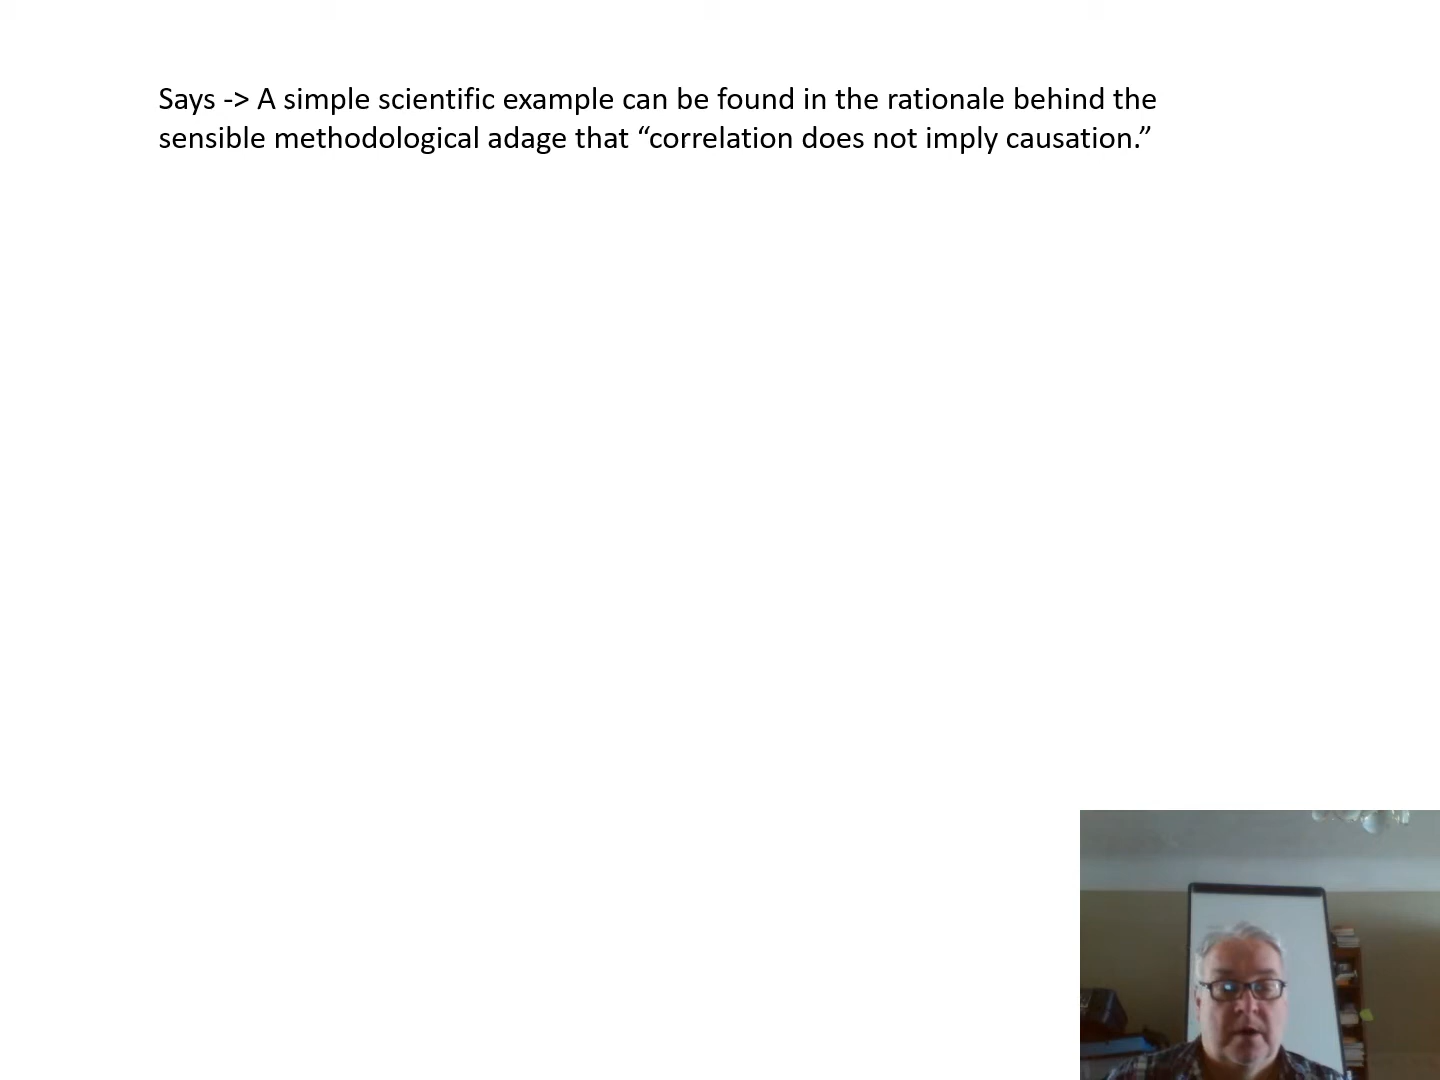 Says -> A simple scientific example can be found in the rationale behind the
sensible methodological adage that “correlation does not imply causation.”